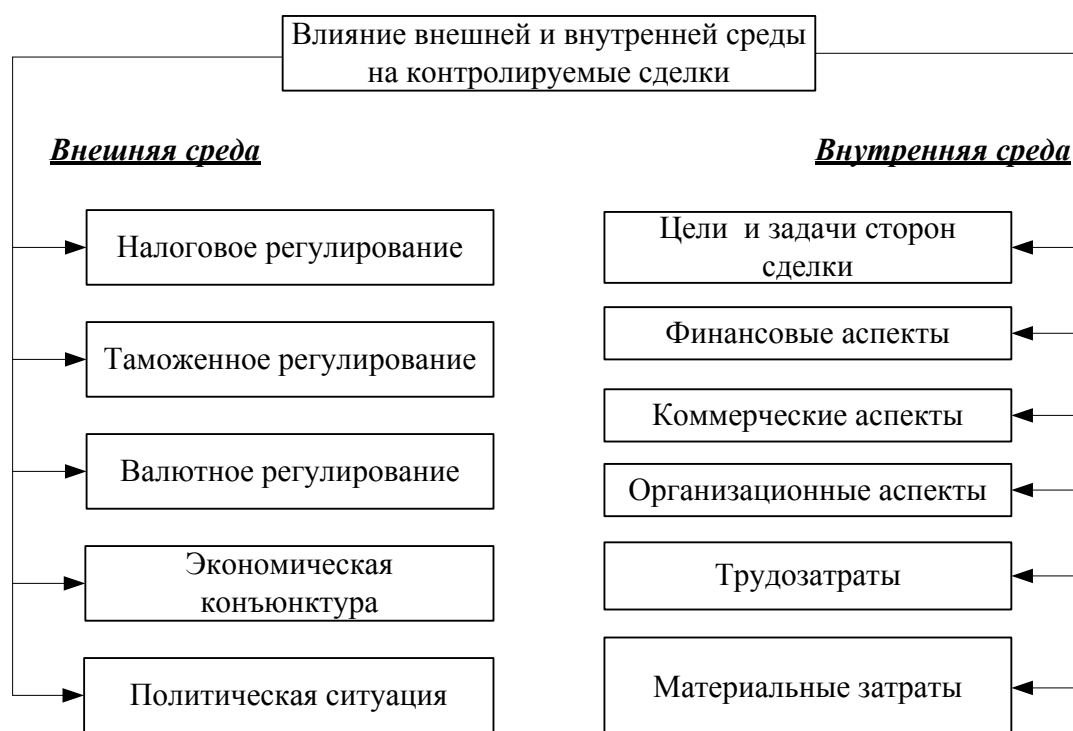 Влияние внешней и внутренней среды
на контролируемые сделки
Внешняя среда
Налоговое регулирование
Таможенное регулирование
Валютное регулирование
Экономическая
конъюнктура
Политическая ситуация
Внутренняя среда
Цели и задачи сторон
сделки
Финансовые аспекты
Коммерческие аспекты
Организационные аспекты
Трудозатраты
Материальные затраты